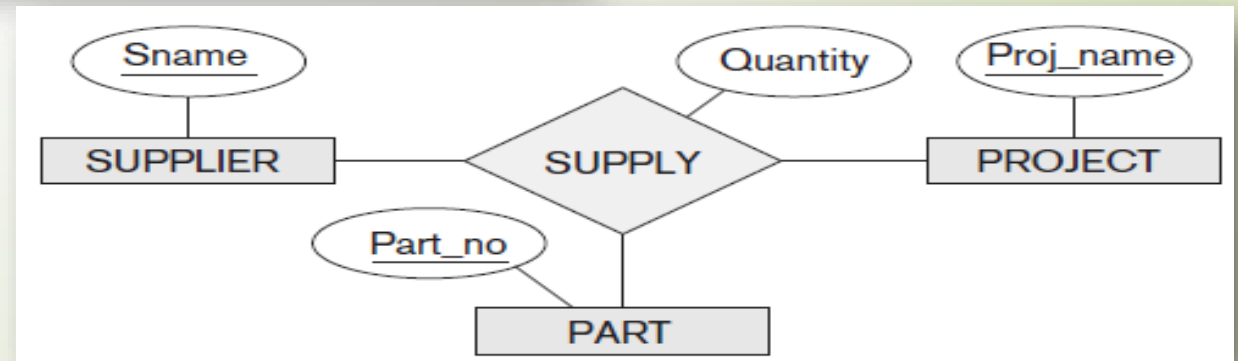 Sname
Quantity
Proj_name
SUPPLIER
SUPPLY
PROJECT
Part_no
PART